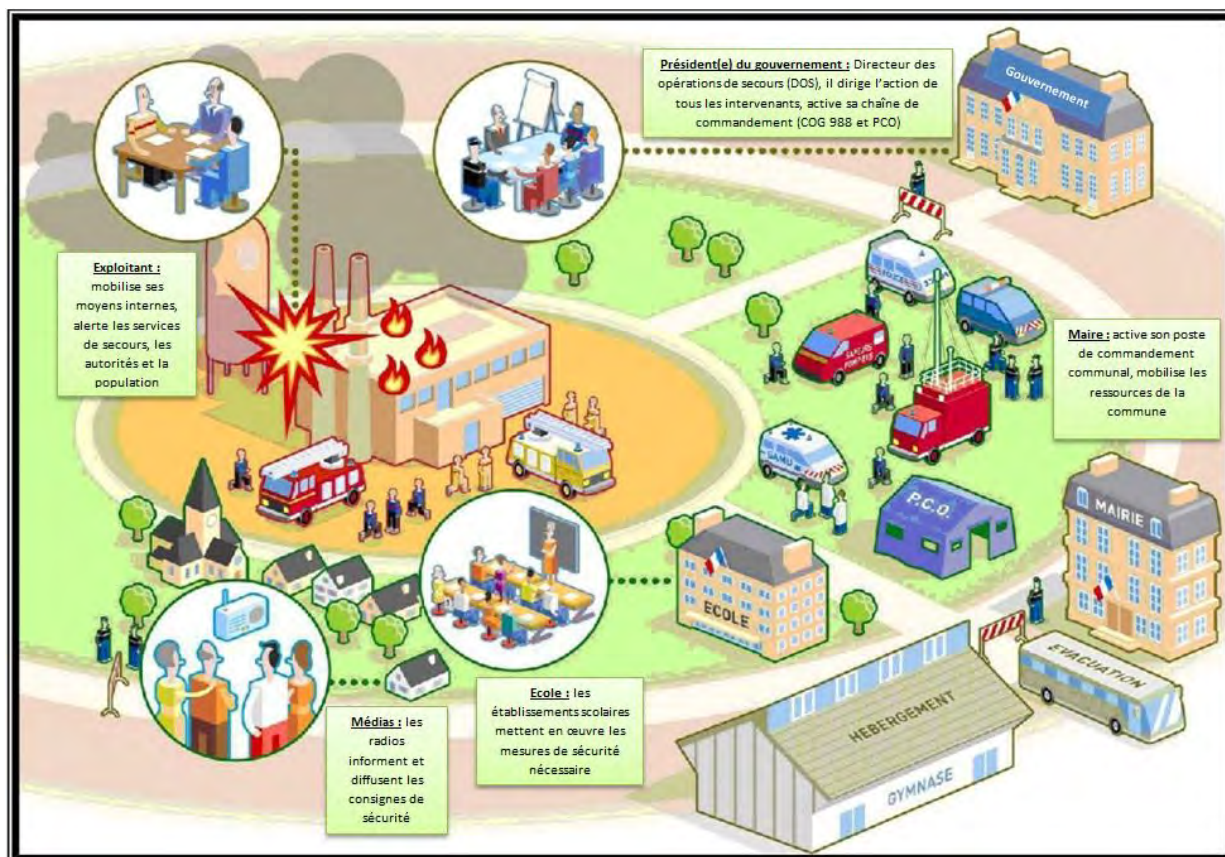 Président(e) du gouvernement : Directeur des
opérations de secours (DOS), il dirige l'action de
tous les intervenants, active sa chaîne de
commandement (COG 988 et PCO)
Gouvernement
Exploitant :
mobilise ses
moyens internes,
alerte les services
de secours, les
autorités et la
population
Maire : active son poste
de commandement
communal, mobilise les
ressources de la
commune
SAPEURS
POMPIERS
SAMU
P.C.O.
MAIRIE
ECOLE
EVACUATION
HEBERGEMENT
GYMNASE
Ecole : les
établissements scolaires
mettent en œuvre les
mesures de sécurité
nécessaire
Médias : les
radios
informent et
diffusent les
consignes de
sécurité